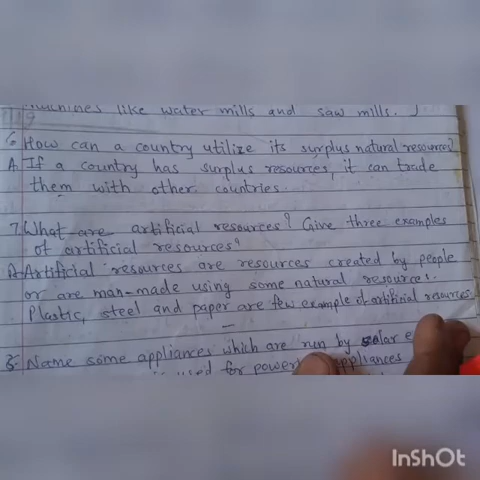 machines like water mills and saw mills.
6. How can a country utilize its surplus natural resources?
A. If a country has surplus resources, it can trade
them with other countries.
7. What are artificial resources? Give three examples
of artificial resources?
A. Artificial resources are resources created by people
or are man-made using some natural resources.
Plastic, steel and paper are few example of artificial resources.
Name some appliances which are run by solar
used for power appliances
InShOt